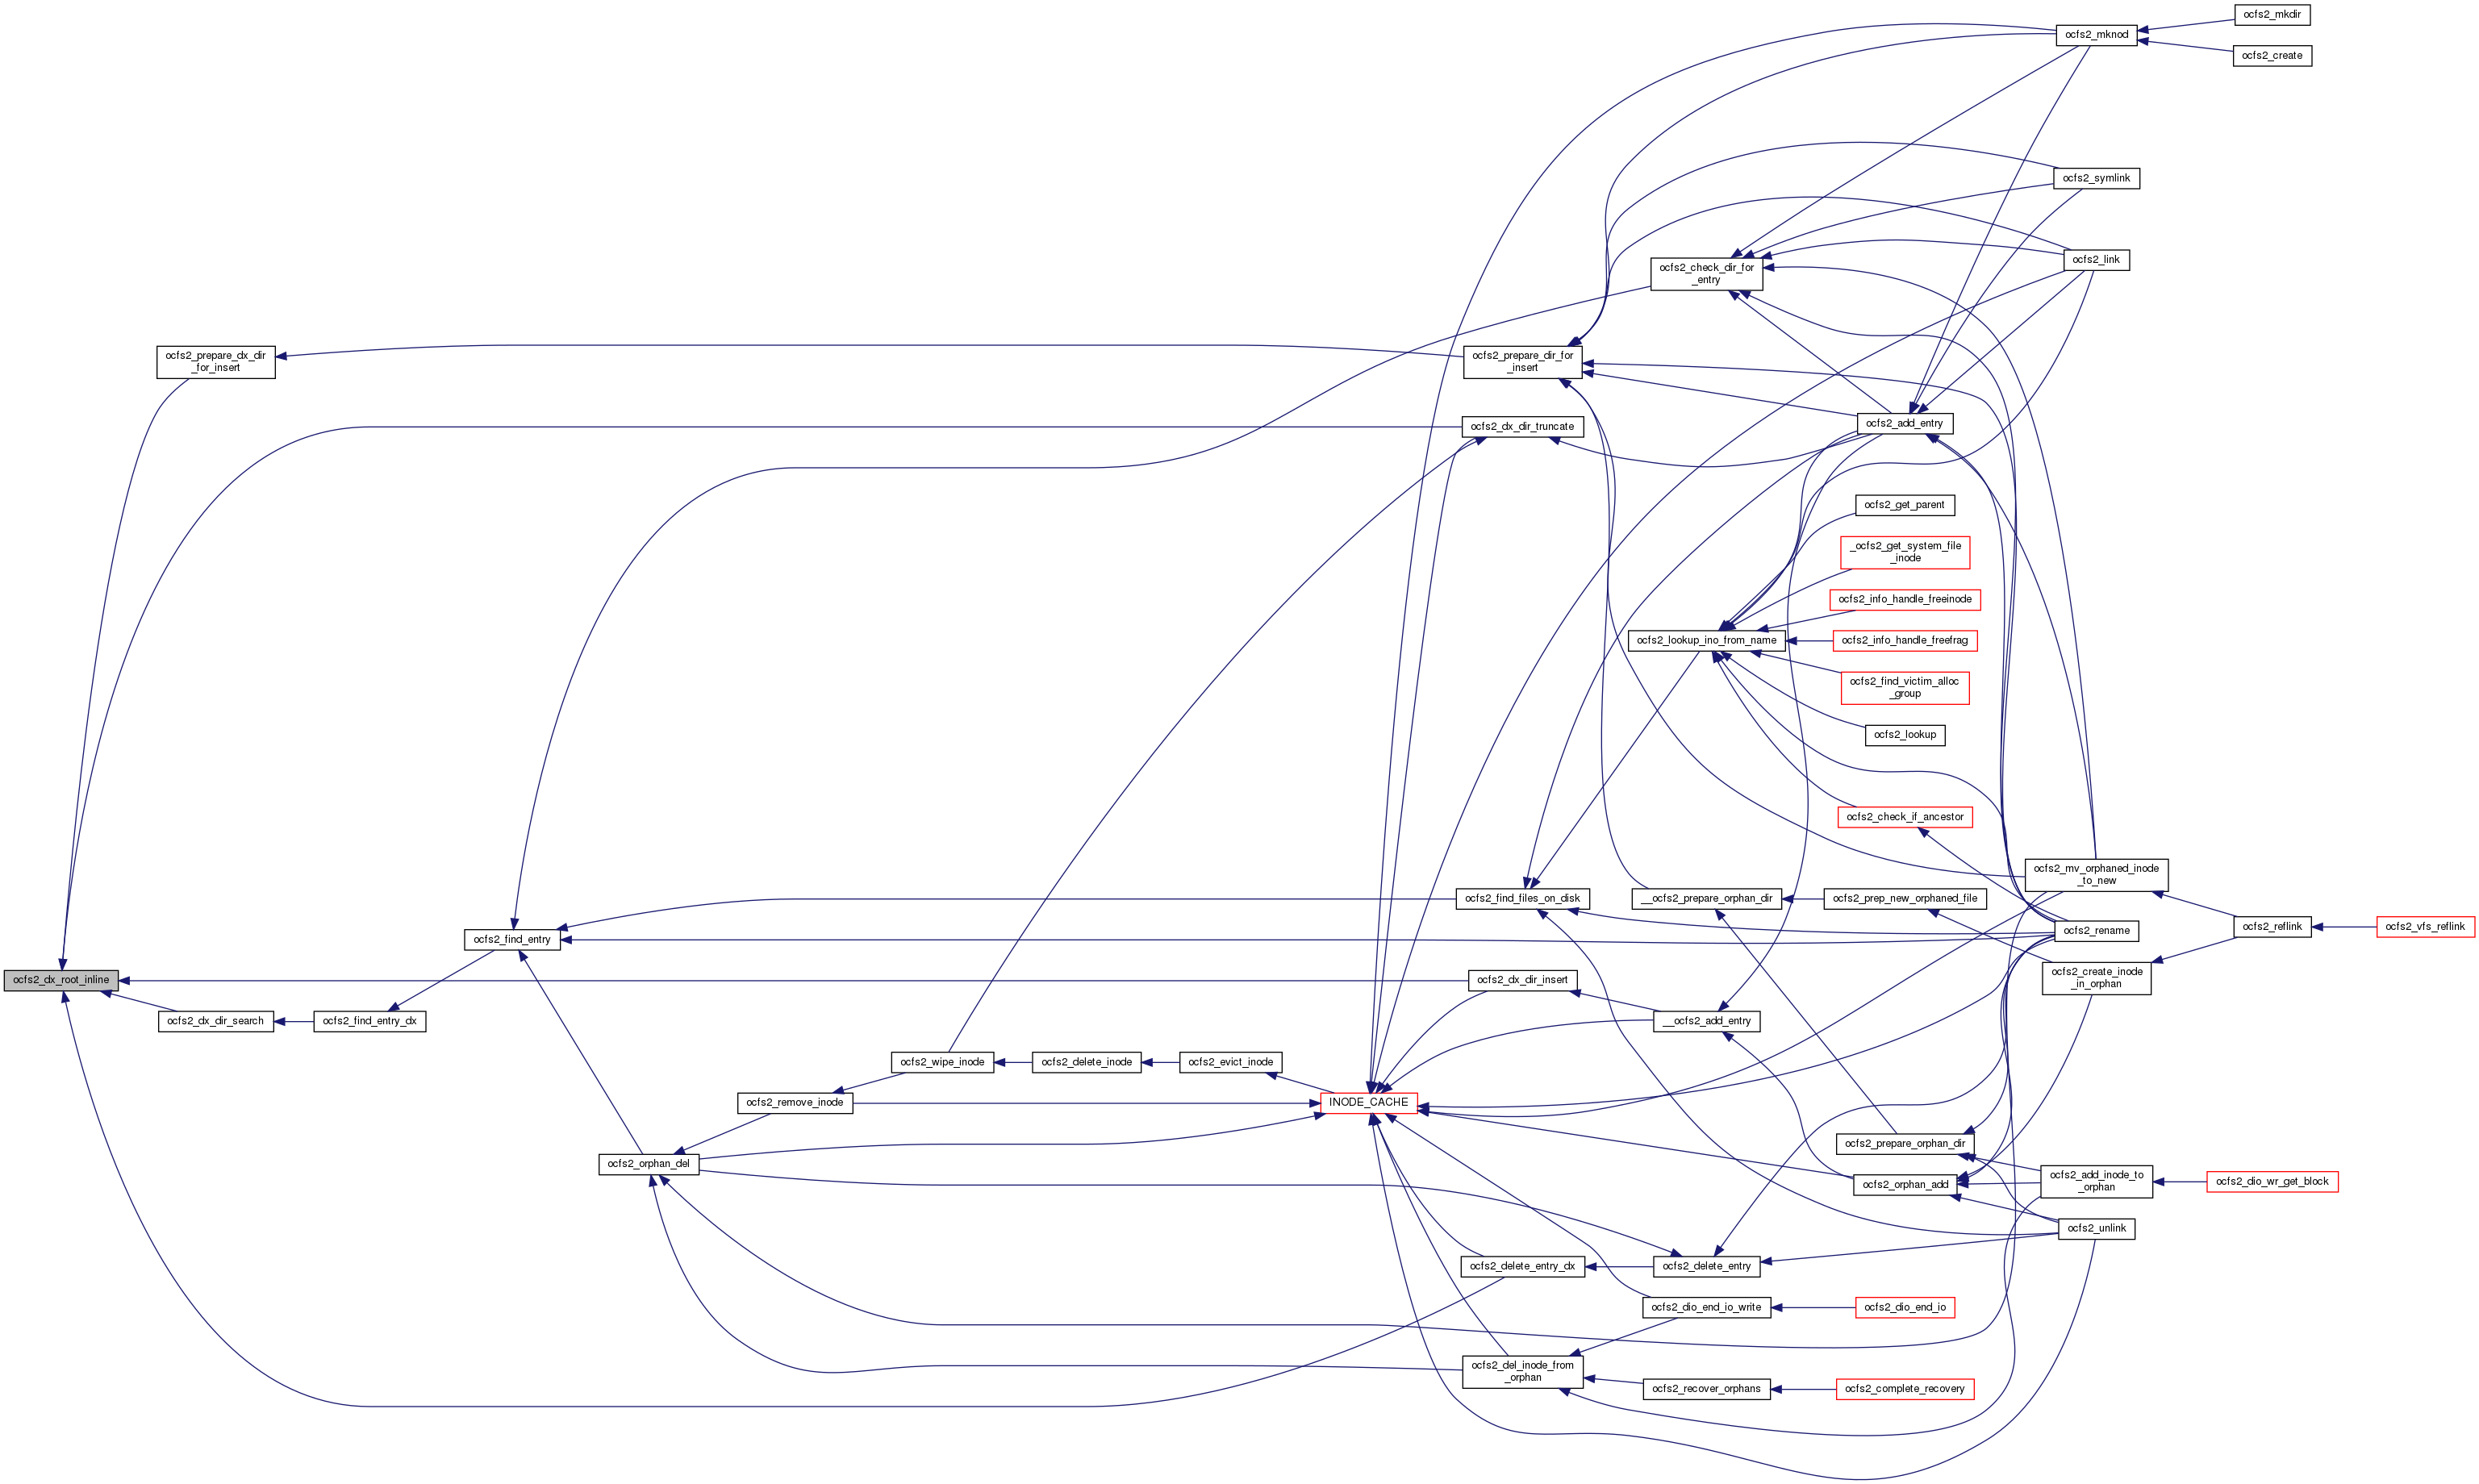 ocfs2_mkdir
ocfs2_mknod
ocfs2_create
ocfs2_symlink
ocfs2_link
ocfs2_check_dir_for
_entry
ocfs2_prepare_dx_dir
_for_insert
ocfs2_prepare_dir_for
_insert
ocfs2_dx_dir_truncate
ocfs2_add_entry
ocfs2_get_parent
_ocfs2_get_system_file
_inode
ocfs2_info_handle_freeinode
ocfs2_lookup_ino_from_name
ocfs2_info_handle_freefrag
ocfs2_find_victim_alloc
_group
ocfs2_lookup
ocfs2_check_if_ancestor
ocfs2_mv_orphaned_inode
_to_new
ocfs2_find_files_on_disk
__ocfs2_prepare_orphan_dir
ocfs2_prep_new_orphaned_file
ocfs2_reflink
ocfs2_vfs_reflink
ocfs2_find_entry
ocfs2_rename
ocfs2_dx_root_inline
ocfs2_dx_dir_insert
ocfs2_create_inode
_in_orphan
ocfs2_dx_dir_search
ocfs2_find_entry_dx
__ocfs2_add_entry
ocfs2_wipe_inode
ocfs2_delete_inode
ocfs2_evict_inode
ocfs2_remove_inode
INODE_CACHE
ocfs2_prepare_orphan_dir
ocfs2_orphan_del
ocfs2_orphan_add
ocfs2_add_inode_to
_orphan
ocfs2_dio_wr_get_block
ocfs2_unlink
ocfs2_delete_entry_dx
ocfs2_delete_entry
ocfs2_dio_end_io_write
ocfs2_dio_end_io
ocfs2_del_inode_from
_orphan
ocfs2_recover_orphans
ocfs2_complete_recovery